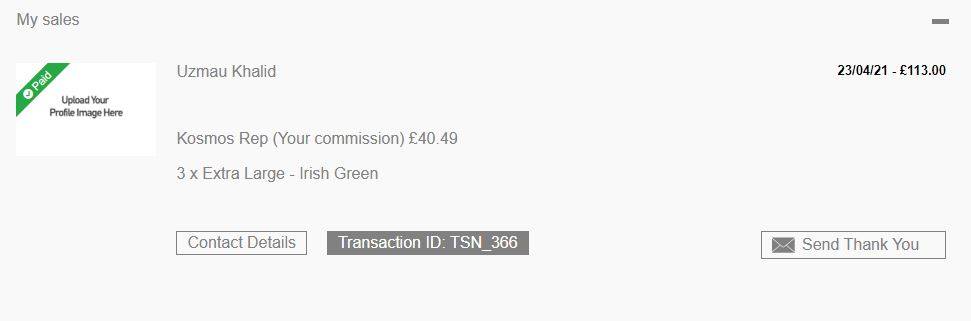 My sales
Paid
Upload Your
Profile Image Here
Uzmau Khalid
23/04/21 - £113.00
Kosmos Rep (Your commission) £40.49
3 x Extra Large - Irish Green
Contact Details
Transaction ID: TSN_366
Send Thank You